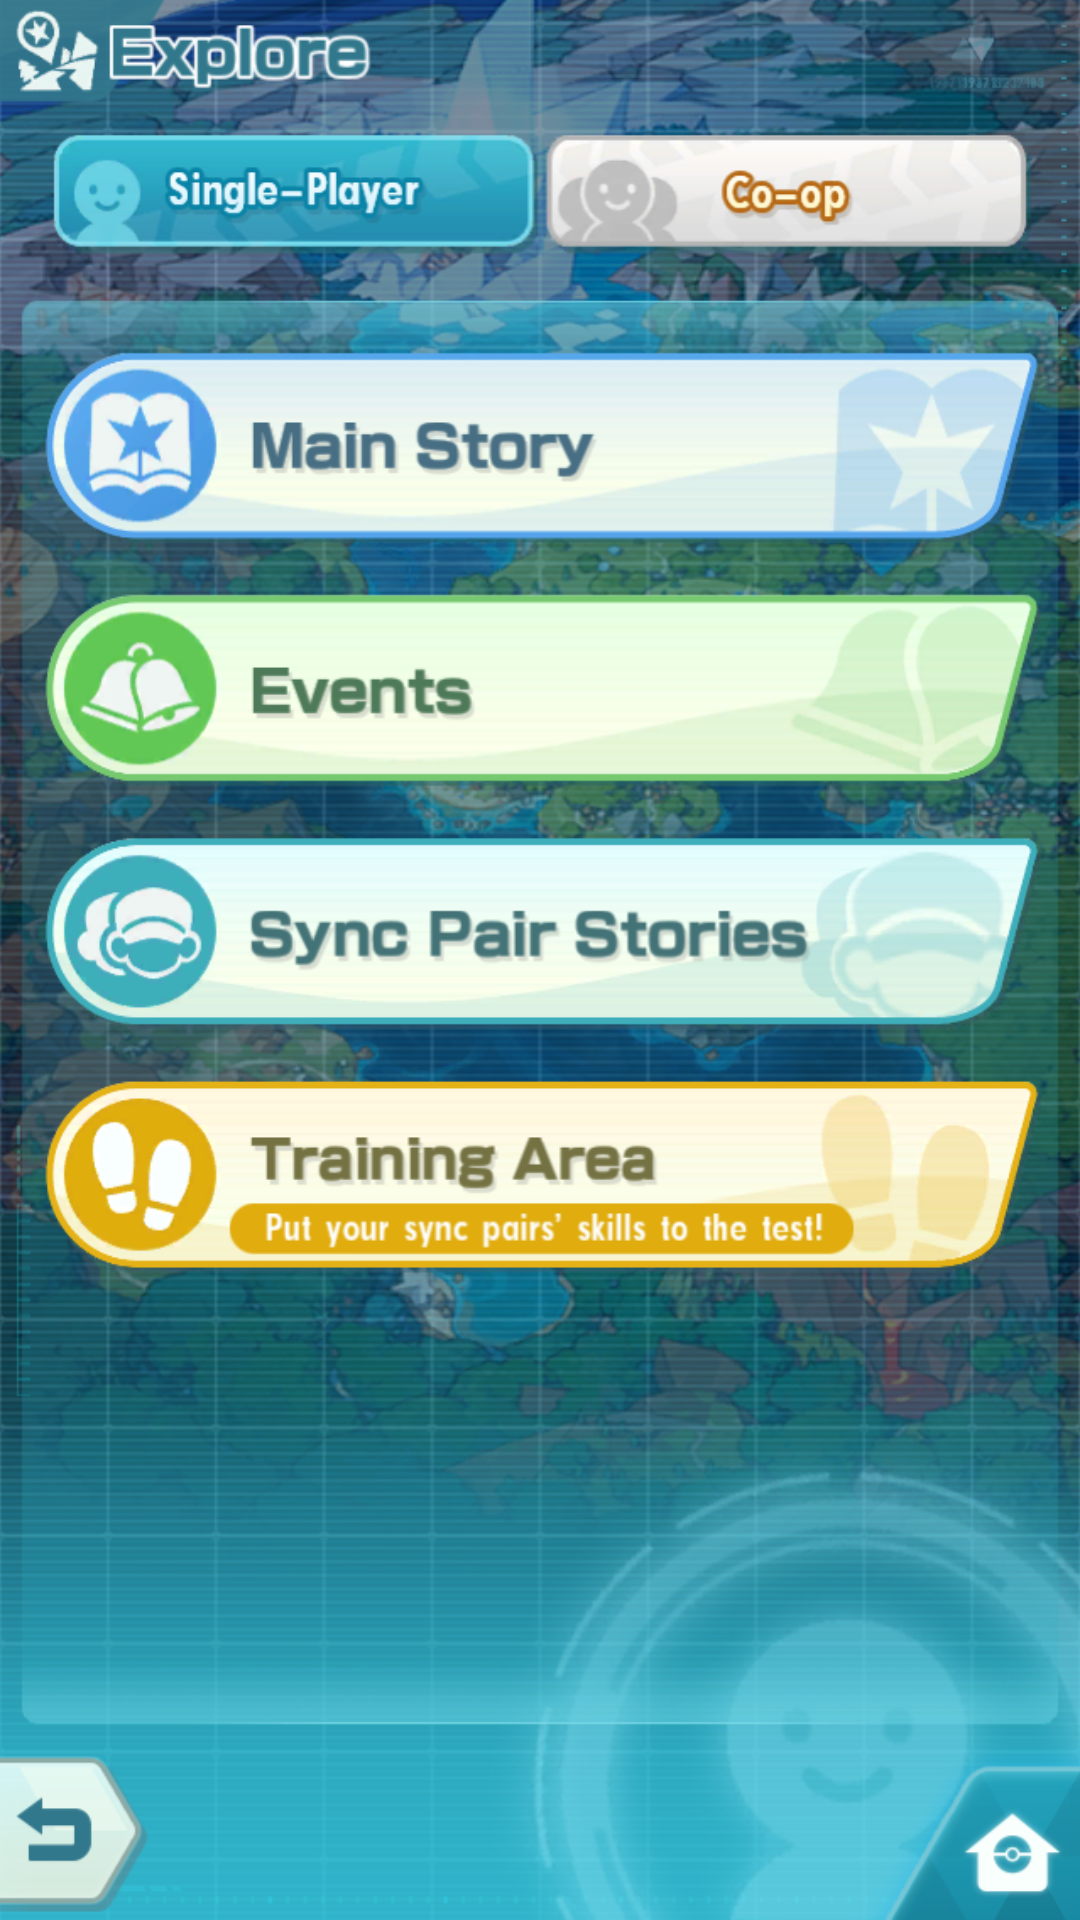 Explore
Single-Player
Co-op
Main Story
Events
Sync Pair Stories
Training Area
Put your sync pairs’ skills to the test!